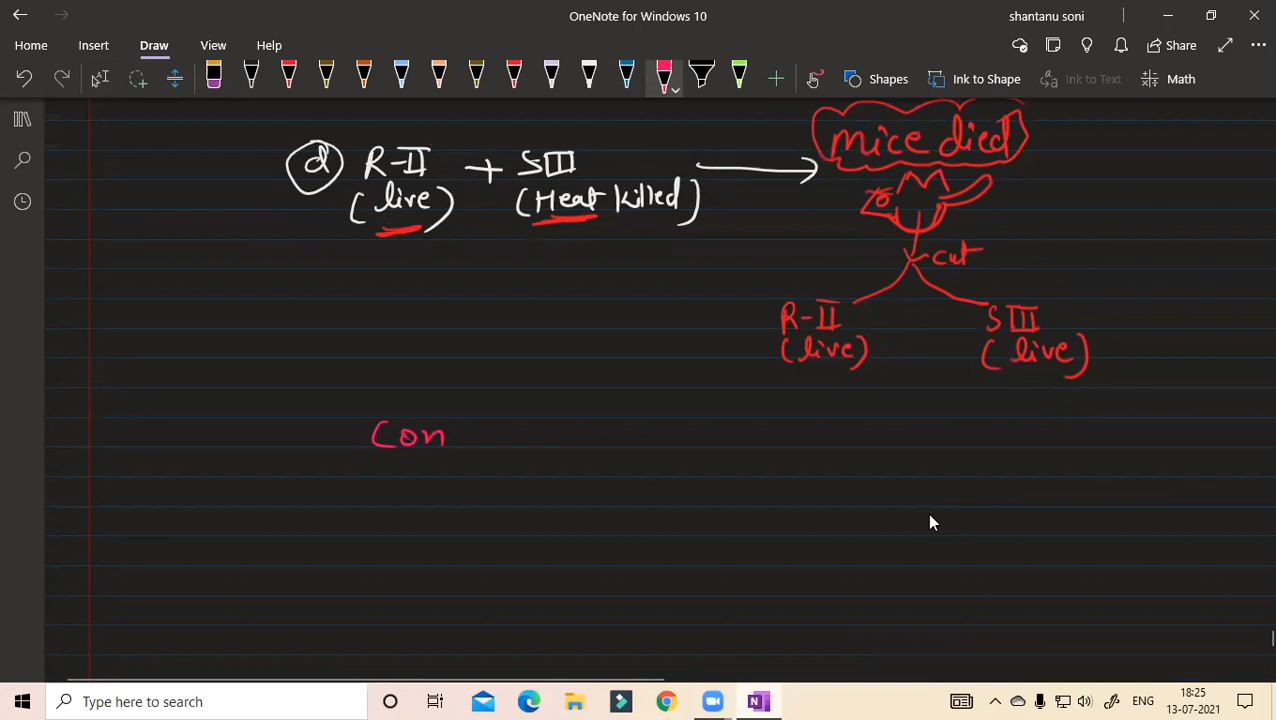 OneNote for Windows 10
shantanu soni
Home Insert Draw View Help
Share
Shapes Ink to Shape Ink to Text Math
mice died
d R-II + SIII
(live) (Heat killed)
cut
R-II SIII
(live) (live)
Con
Type here to search
N
ENG
18:25
13-07-2021